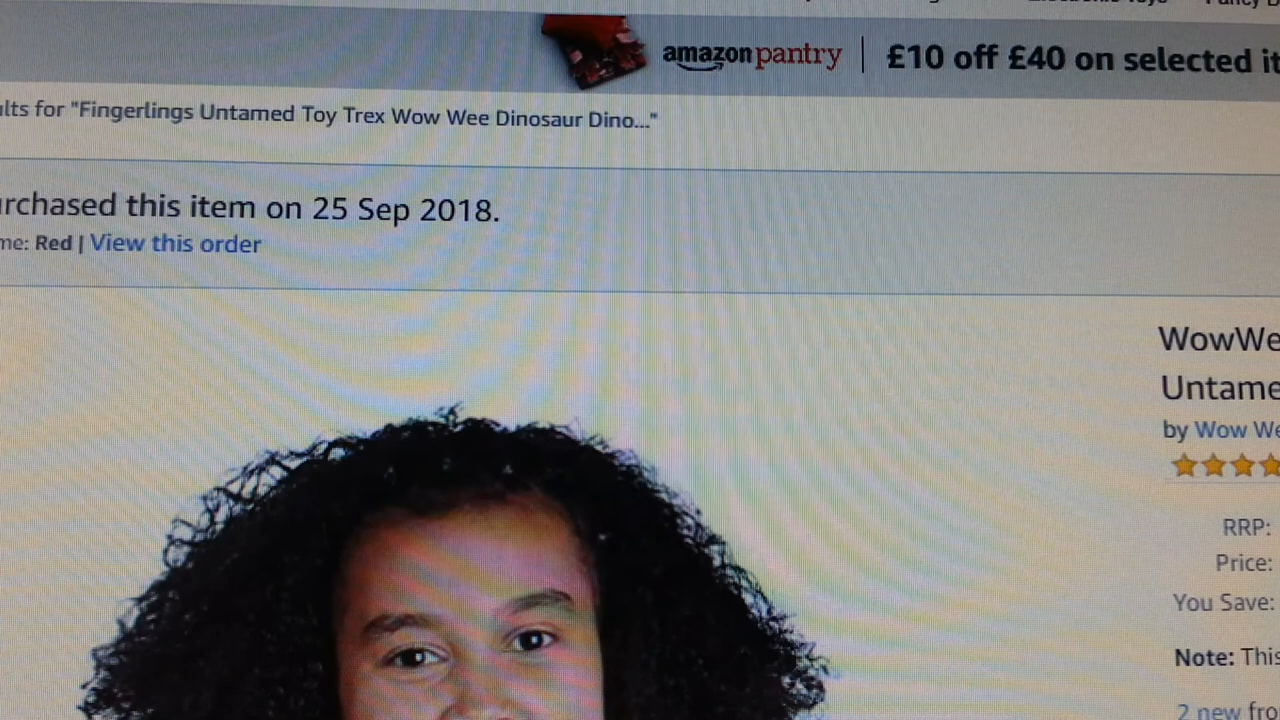 amazon pantry | £10 off £40 on selected it
lts for "Fingerlings Untamed Toy Trex Wow Wee Dinosaur Dino..."
rchased this item on 25 Sep 2018.
me: Red | View this order
WowWe
Untame
by Wow We
RRP:
Price:
You Save:
Note: This
2 new fro